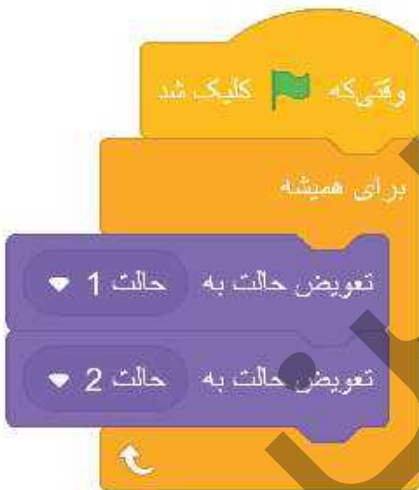 وقتی‌که کلیک شد
برای همیشه
تعویض حالت به حالت 1
تعویض حالت به حالت 2